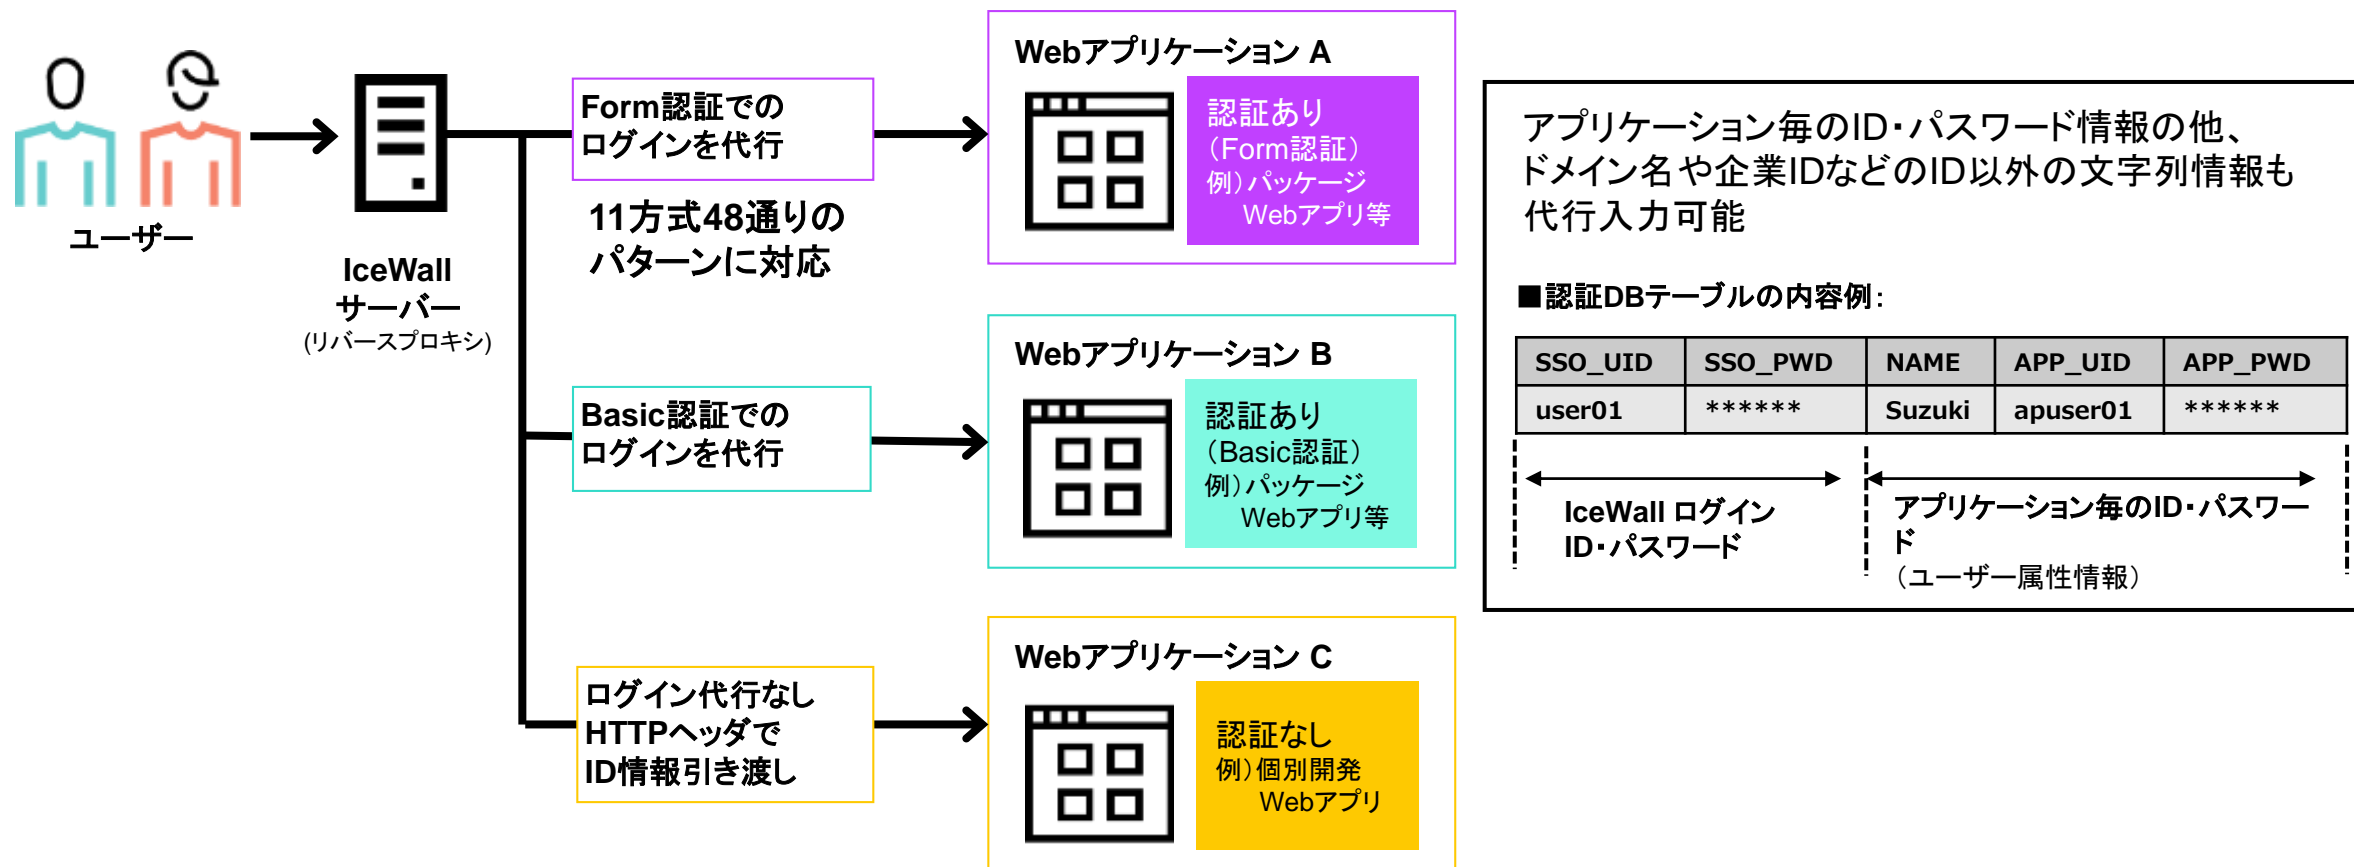 ユーザー
IceWall
サーバー
(リバースプロキシ)
Form認証での
ログインを代行
11方式48通りの
パターンに対応
Basic認証での
ログインを代行
ログイン代行なし
HTTPヘッダで
ID情報引き渡し
Webアプリケーション A
認証あり
（Form認証）
例）パッケージ
Webアプリ等
Webアプリケーション B
認証あり
（Basic認証）
例）パッケージ
Webアプリ等
Webアプリケーション C
認証なし
例）個別開発
Webアプリ
アプリケーション毎のID・パスワード情報の他、
ドメイン名や企業IDなどのID以外の文字列情報も
代行入力可能
■認証DBテーブルの内容例：
SSO_UID SSO_PWD NAME APP_UID APP_PWD
user01 ****** Suzuki apuser01 ******
IceWall ログイン
ID・パスワード
アプリケーション毎のID・パスワー
ド
（ユーザー属性情報）